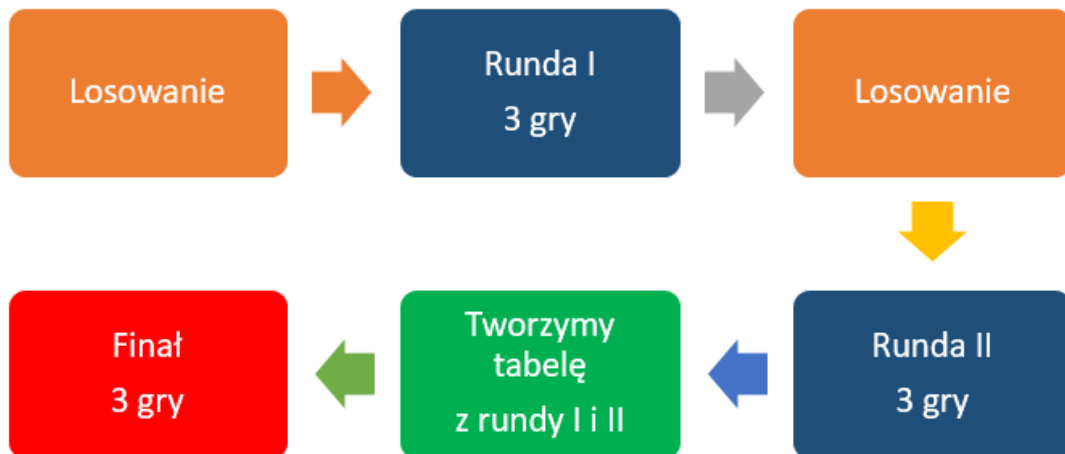 Losowanie
Runda I
3 gry
Losowanie
Runda II
3 gry
Tworzymy
tabelę
z rundy I i II
Finał
3 gry